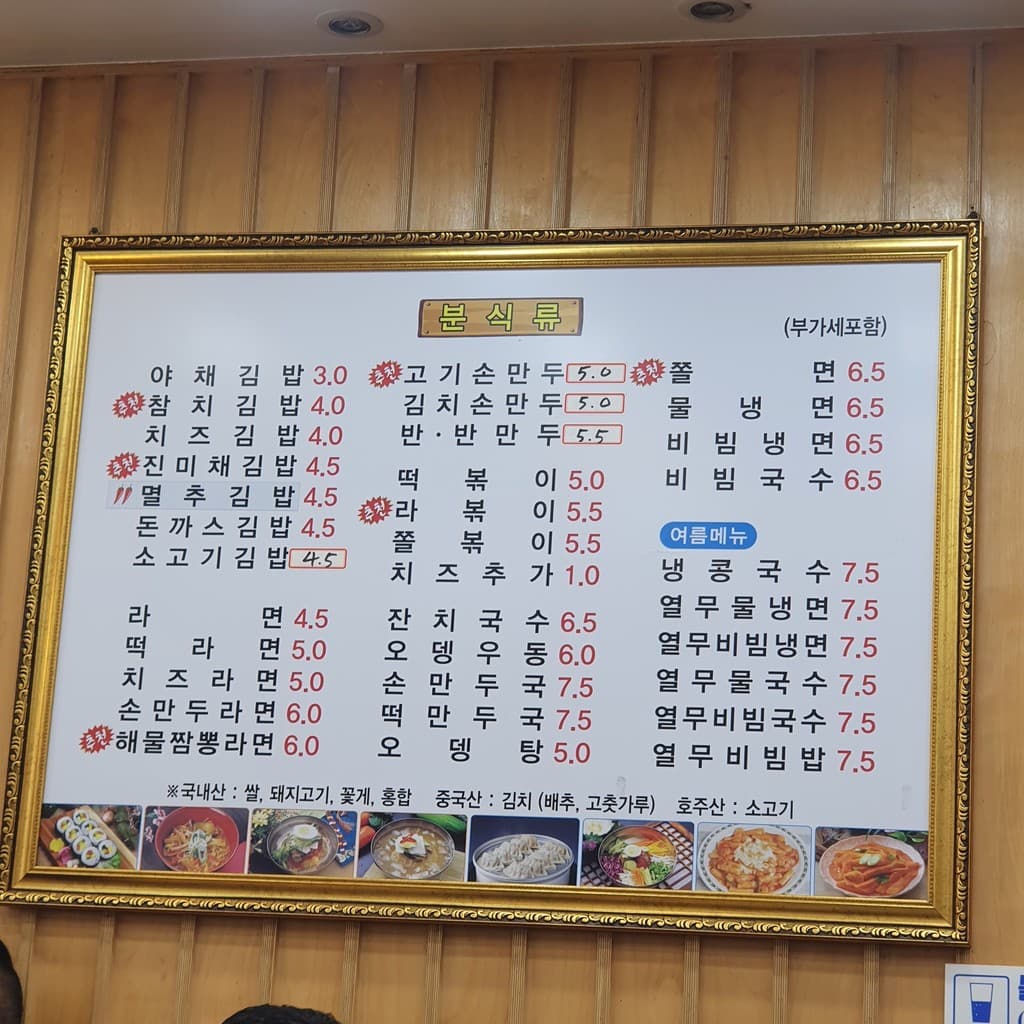 분식류
(부가세포함)
야채김밥 3.0
추천 참치김밥 4.0
치즈김밥 4.0
추천 진미채김밥 4.5
멸추김밥 4.5
돈까스김밥 4.5
소고기김밥 4.5
라면 4.5
떡라면 5.0
치즈라면 5.0
손만두라면 6.0
추천 해물짬뽕라면 6.0
추천 고기손만두 5.0
김치손만두 5.0
반·반만두 5.5
떡볶이 5.0
추천 라볶이 5.5
쫄볶이 5.5
치즈추가 1.0
잔치국수 6.5
오뎅우동 6.0
손만두국 7.5
떡만두국 7.5
오뎅탕 5.0
추천 쫄면 6.5
물냉면 6.5
비빔냉면 6.5
비빔국수 6.5
여름메뉴
냉콩국수 7.5
열무물냉면 7.5
열무비빔냉면 7.5
열무물국수 7.5
열무비빔국수 7.5
열무비빔밥 7.5
※국내산 : 쌀, 돼지고기, 꽃게, 홍합 중국산 : 김치 (배추, 고춧가루) 호주산 : 소고기